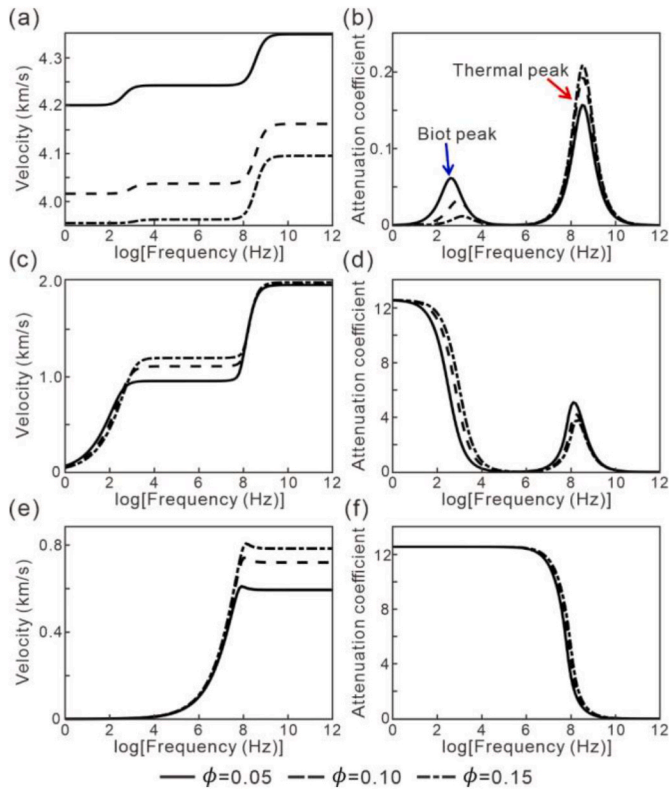 (a)
Velocity (km/s)
4.3
4.2
4.1
4.0
0 2 4 6 8 10 12
log[Frequency (Hz)]
(b)
Attenuation coefficient
0.2
0.1
0
Thermal peak
Biot peak
0 2 4 6 8 10 12
log[Frequency (Hz)]
(c)
Velocity (km/s)
2.0
1.0
0
0 2 4 6 8 10 12
log[Frequency (Hz)]
(d)
Attenuation coefficient
12
8
4
0
0 2 4 6 8 10 12
log[Frequency (Hz)]
(e)
Velocity (km/s)
0.8
0.4
0
0 2 4 6 8 10 12
log[Frequency (Hz)]
(f)
Attenuation coefficient
12
8
4
0
0 2 4 6 8 10 12
log[Frequency (Hz)]
ϕ=0.05 ϕ=0.10 ϕ=0.15